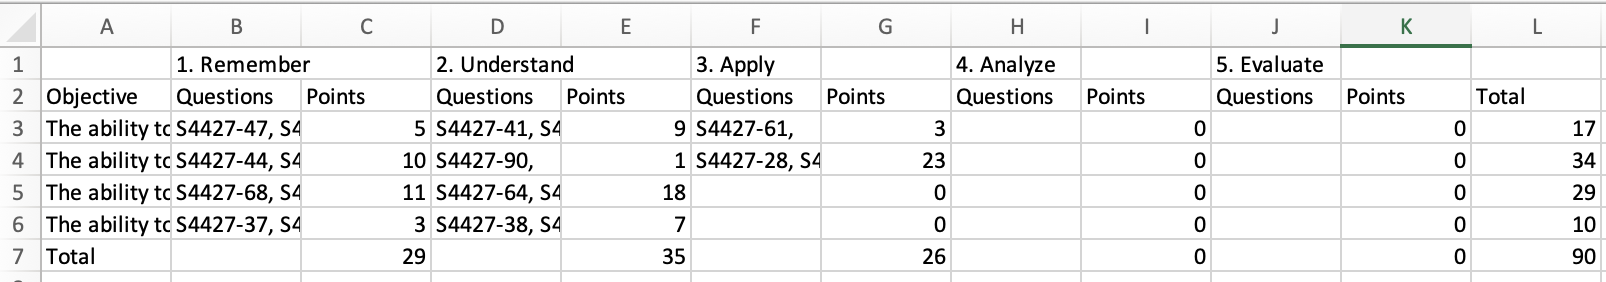 A B C D E F G H I J K L
1 1. Remember 2. Understand 3. Apply 4. Analyze 5. Evaluate
2 Objective Questions Points Questions Points Questions Points Questions Points Questions Points Total
3 The ability to S4427-47, S4 5 S4427-41, S4 9 S4427-61, 3 0 0 17
4 The ability to S4427-44, S4 10 S4427-90, 1 S4427-28, S4 23 0 0 34
5 The ability to S4427-68, S4 11 S4427-64, S4 18 0 0 0 29
6 The ability to S4427-37, S4 3 S4427-38, S4 7 0 0 0 10
7 Total 29 35 26 0 0 90